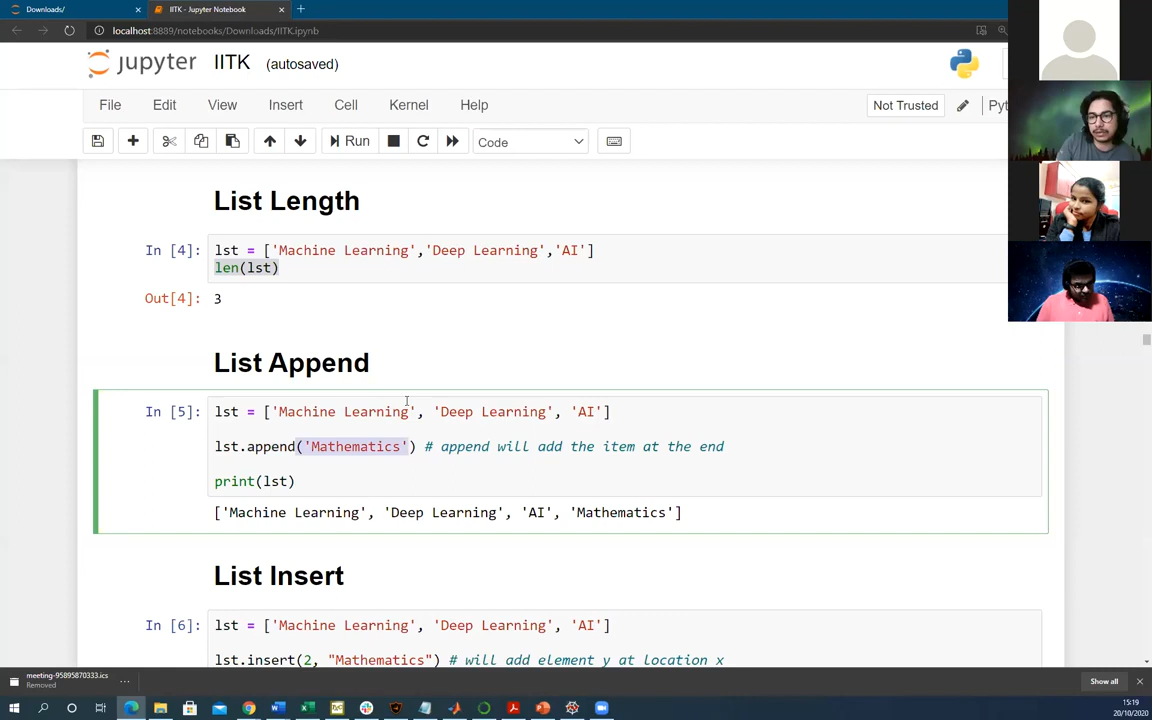 Downloads/
IITK - Jupyter Notebook
localhost:8889/notebooks/Downloads/IITK.ipynb
jupyter IITK (autosaved)
File Edit View Insert Cell Kernel Help
Not Trusted
Pyt
Run
Code
List Length
In [4]: lst = ['Machine Learning','Deep Learning','AI']
len(lst)
Out[4]: 3
List Append
In [5]: lst = ['Machine Learning', 'Deep Learning', 'AI']
lst.append('Mathematics') # append will add the item at the end
print(lst)
['Machine Learning', 'Deep Learning', 'AI', 'Mathematics']
List Insert
In [6]: lst = ['Machine Learning', 'Deep Learning', 'AI']
lst.insert(2, "Mathematics") # will add element y at location x
meeting-95895870333.ics
Removed
Show all
15:19
20/10/2020